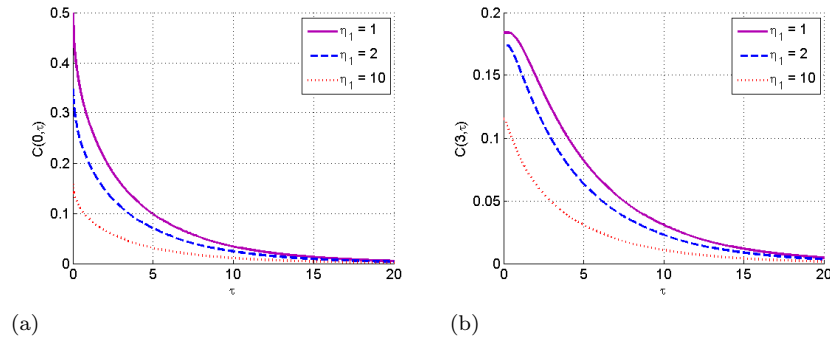 0.5
0.4
0.3
0.2
0.1
0
C(0,τ)
0 5 10 15 20
τ
η₁ = 1
η₁ = 2
η₁ = 10
(a)
0.2
0.15
0.1
0.05
0
C(3,τ)
0 5 10 15 20
τ
η₁ = 1
η₁ = 2
η₁ = 10
(b)